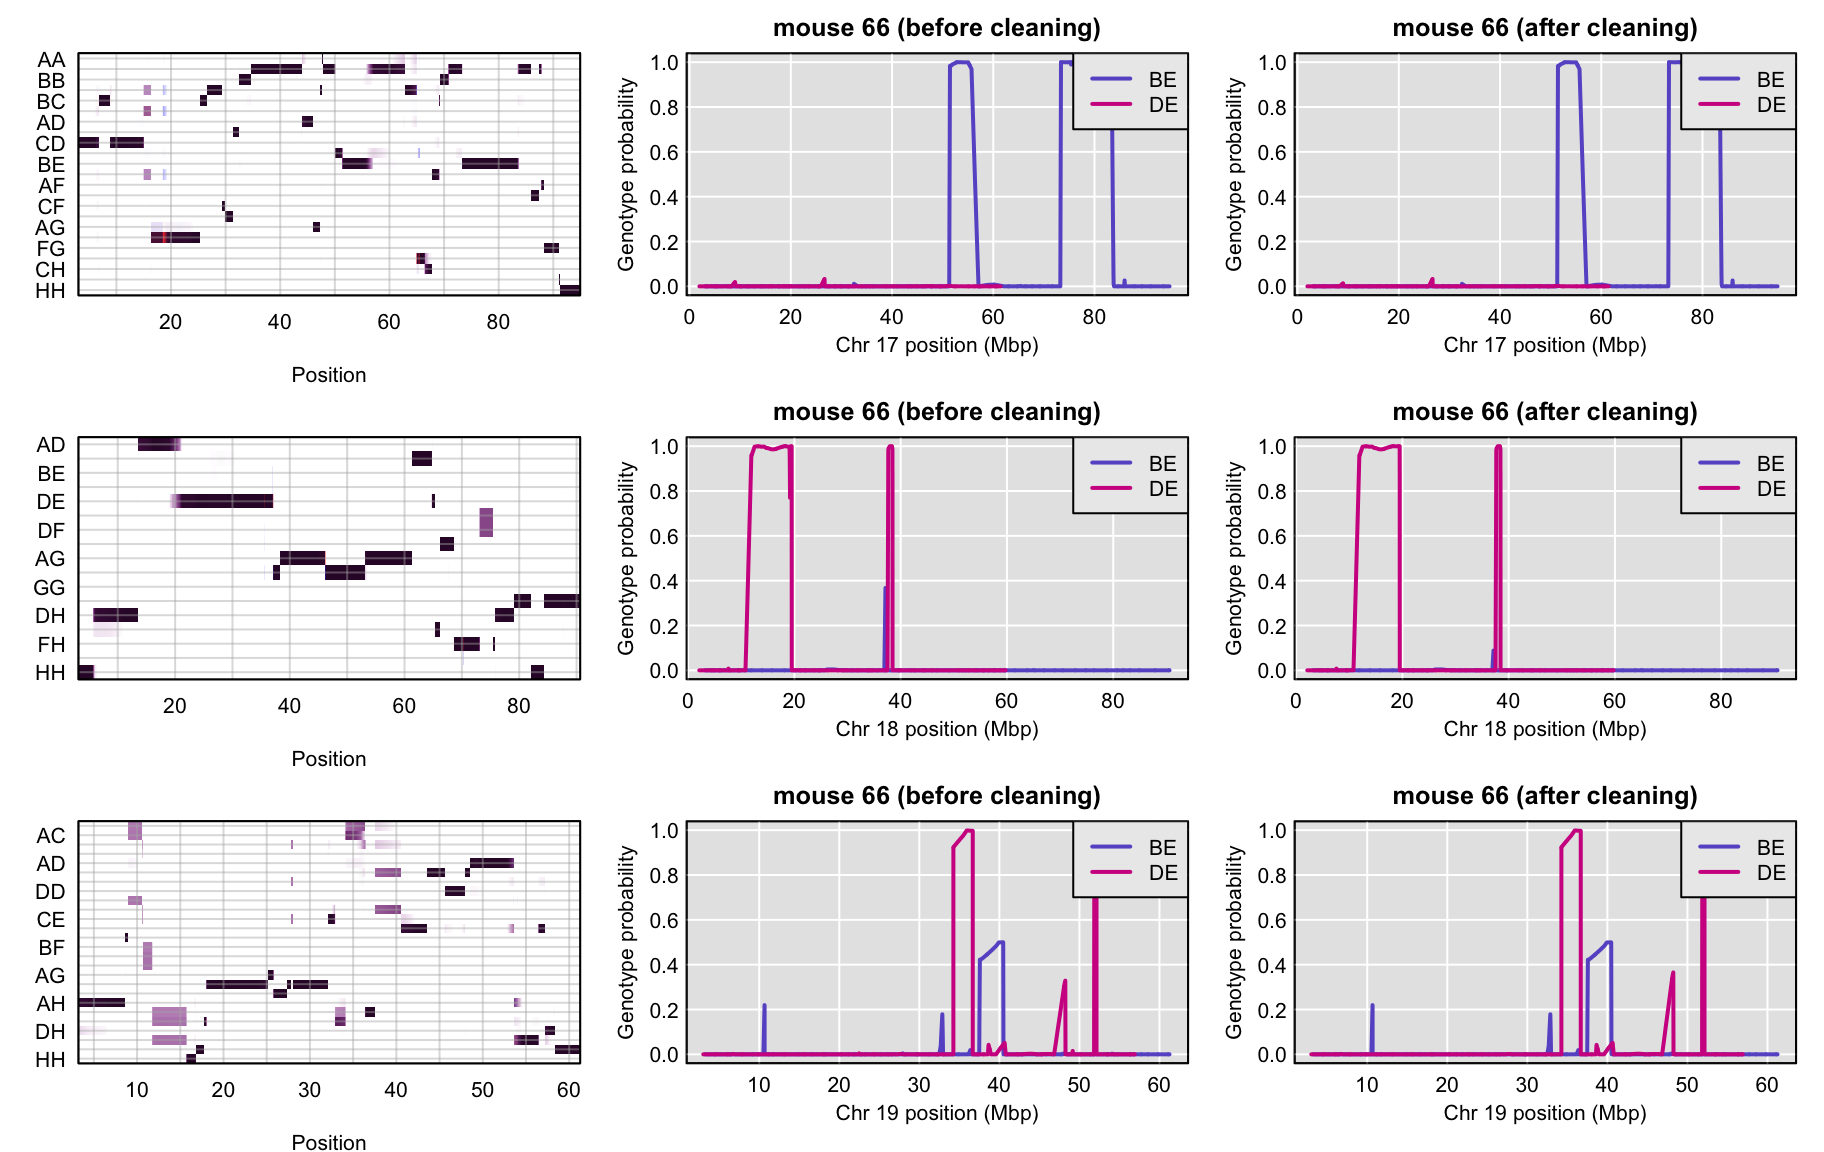 mouse 66 (before cleaning)
mouse 66 (after cleaning)
AA
BB
BC
AD
CD
BE
AF
CF
AG
FG
CH
HH
20 40 60 80
Position
Genotype probability
1.0
0.8
0.6
0.4
0.2
0.0
BE
DE
0 20 40 60 80
Chr 17 position (Mbp)
Genotype probability
1.0
0.8
0.6
0.4
0.2
0.0
BE
DE
0 20 40 60 80
Chr 17 position (Mbp)
mouse 66 (before cleaning)
mouse 66 (after cleaning)
AD
BE
DE
DF
AG
GG
DH
FH
HH
20 40 60 80
Position
Genotype probability
1.0
0.8
0.6
0.4
0.2
0.0
BE
DE
0 20 40 60 80
Chr 18 position (Mbp)
Genotype probability
1.0
0.8
0.6
0.4
0.2
0.0
BE
DE
0 20 40 60 80
Chr 18 position (Mbp)
mouse 66 (before cleaning)
mouse 66 (after cleaning)
AC
AD
DD
CE
BF
AG
AH
DH
HH
10 20 30 40 50 60
Position
Genotype probability
1.0
0.8
0.6
0.4
0.2
0.0
BE
DE
10 20 30 40 50 60
Chr 19 position (Mbp)
Genotype probability
1.0
0.8
0.6
0.4
0.2
0.0
BE
DE
10 20 30 40 50 60
Chr 19 position (Mbp)